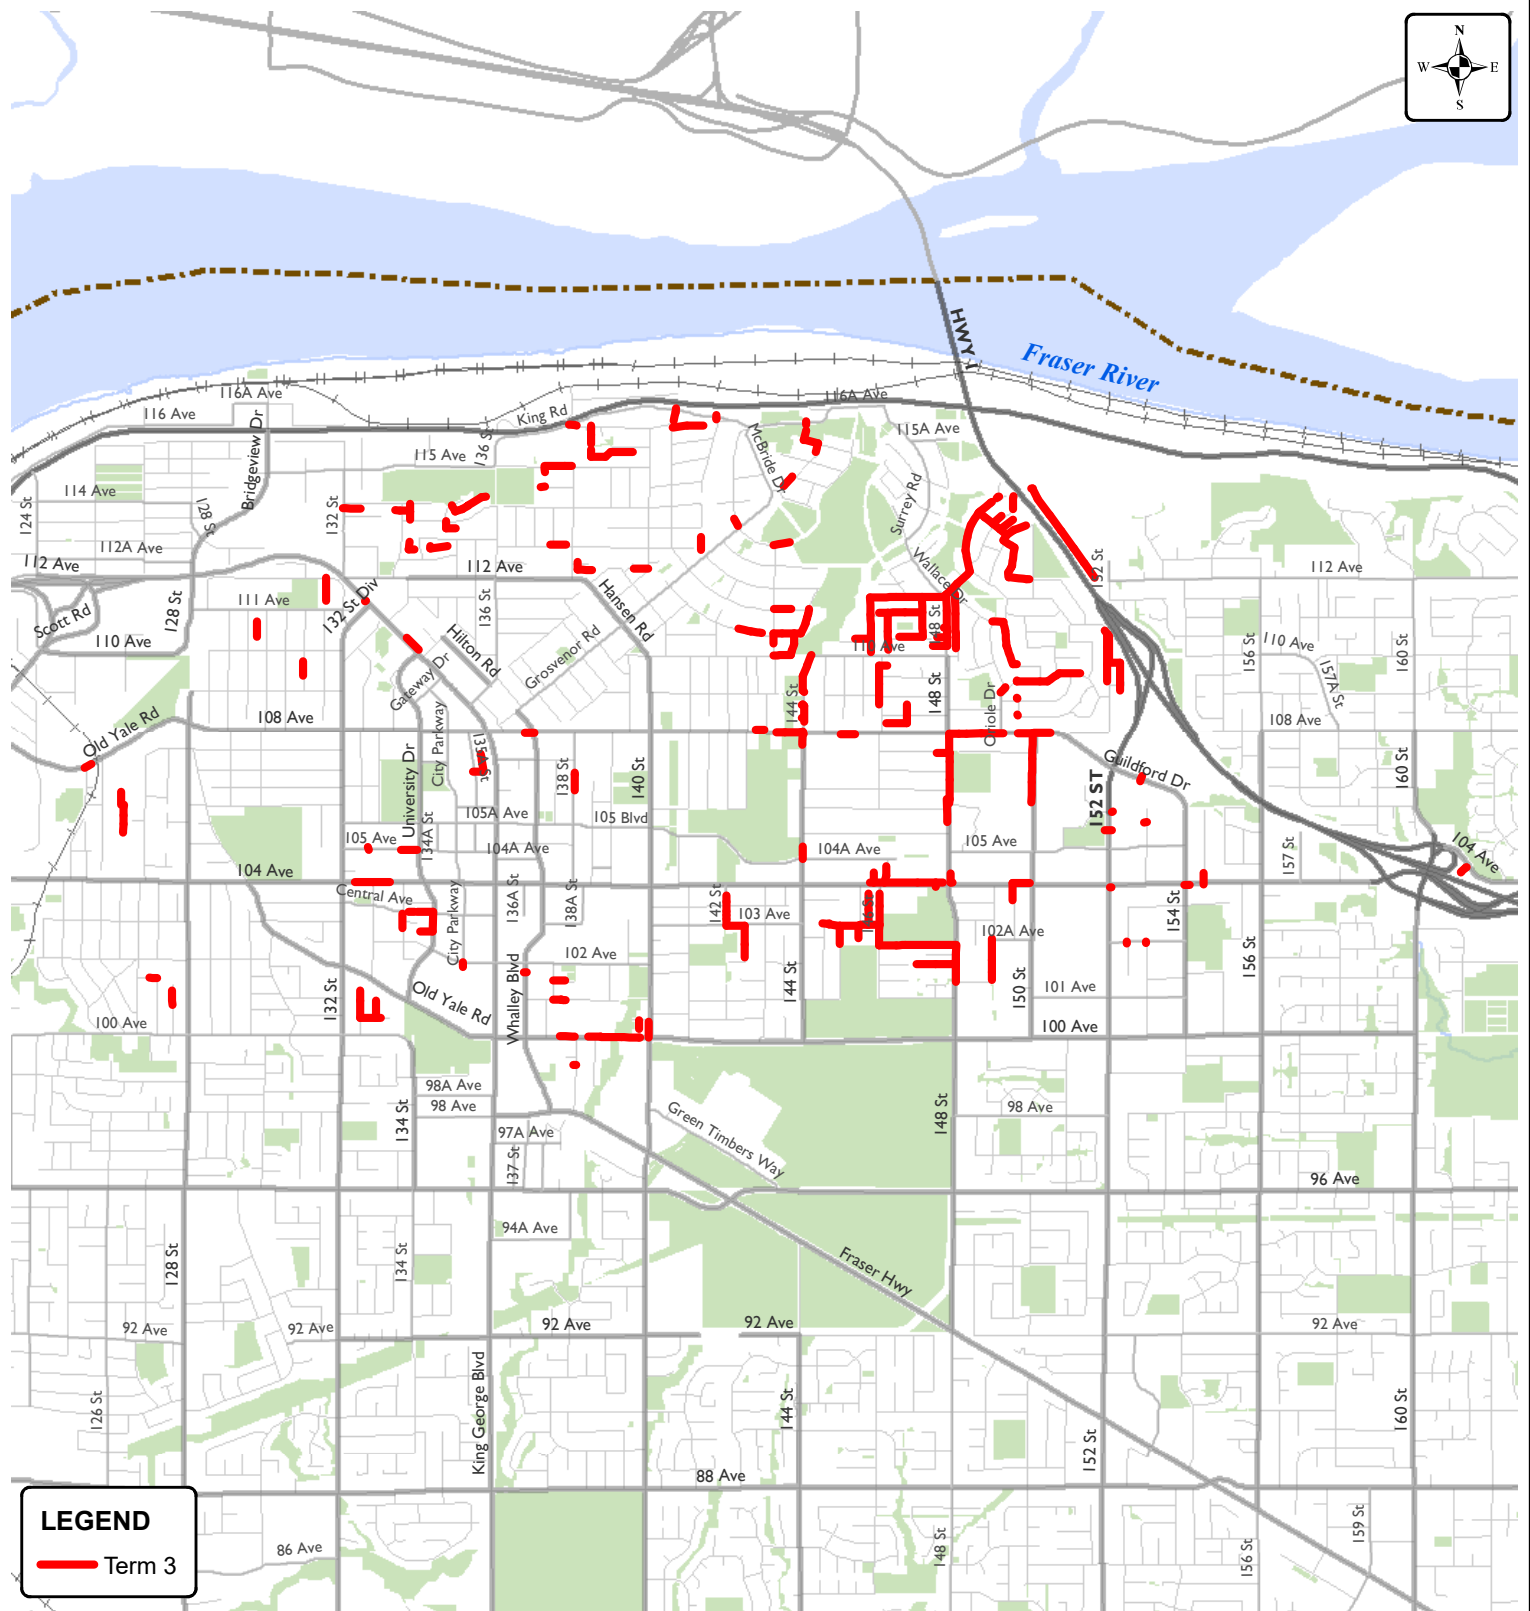 N
W E
S
HWY 1
Fraser River
116A Ave
116 Ave
King Rd
116A Ave
Bridgeview Dr
136 St
115 Ave
McBride Dr
115A Ave
114 Ave
124 St
128 St
132 St
Surrey Rd
112A Ave
112 Ave
112 Ave
Wallace Dr
152 St
112 Ave
Scott Rd
128 St
111 Ave
132 St Div
136 St
Hansen Rd
148 St
110 Ave
Hilton Rd
Grosvenor Rd
156 St
110 Ave
160 St
157A St
Gateway Dr
144 St
148 St
Oriole Dr
Old Yale Rd
108 Ave
City Parkway
108 Ave
University Dr
138 St
140 St
Guildford Dr
152 ST
160 St
105A Ave
105 Blvd
105 Ave
134A St
104A Ave
104A Ave
105 Ave
157 St
104 Ave
104 Ave
Central Ave
City Parkway
136A St
138A St
142 St
103 Ave
102A Ave
154 St
102 Ave
156 St
132 St
Old Yale Rd
Whalley Blvd
144 St
150 St
101 Ave
100 Ave
100 Ave
98A Ave
98 Ave
134 St
148 St
98 Ave
97A Ave
Green Timbers Way
137 St
96 Ave
94A Ave
128 St
134 St
Fraser Hwy
92 Ave
92 Ave
92 Ave
92 Ave
92 Ave
126 St
King George Blvd
144 St
152 St
160 St
88 Ave
LEGEND
Term 3
86 Ave
148 St
156 St
159 St